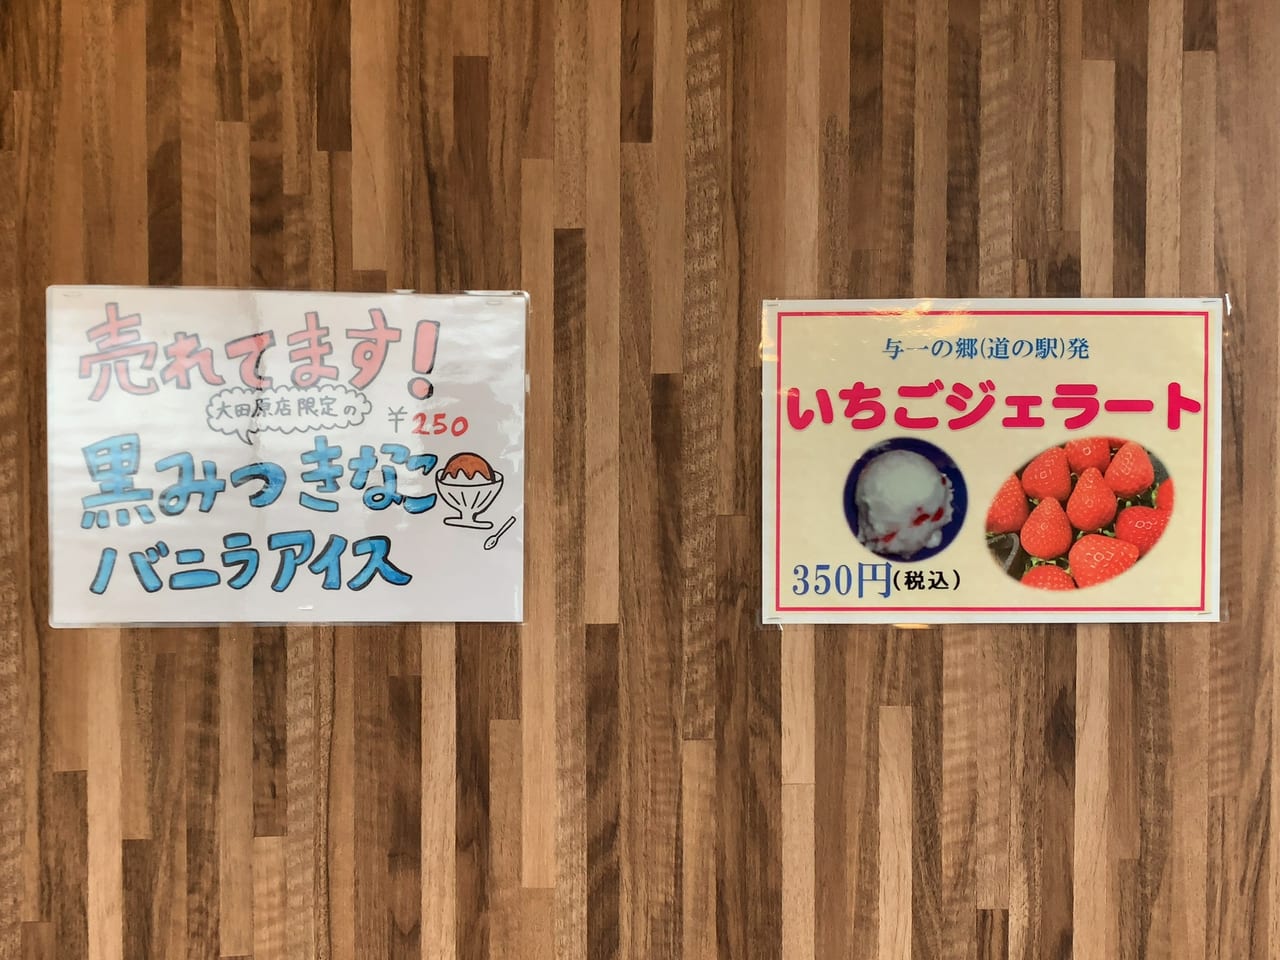 売れてます!
大田原店限定の
¥250
黒みつきなこ
バニラアイス
与一の郷(道の駅)発
いちごジェラート
350円(税込)